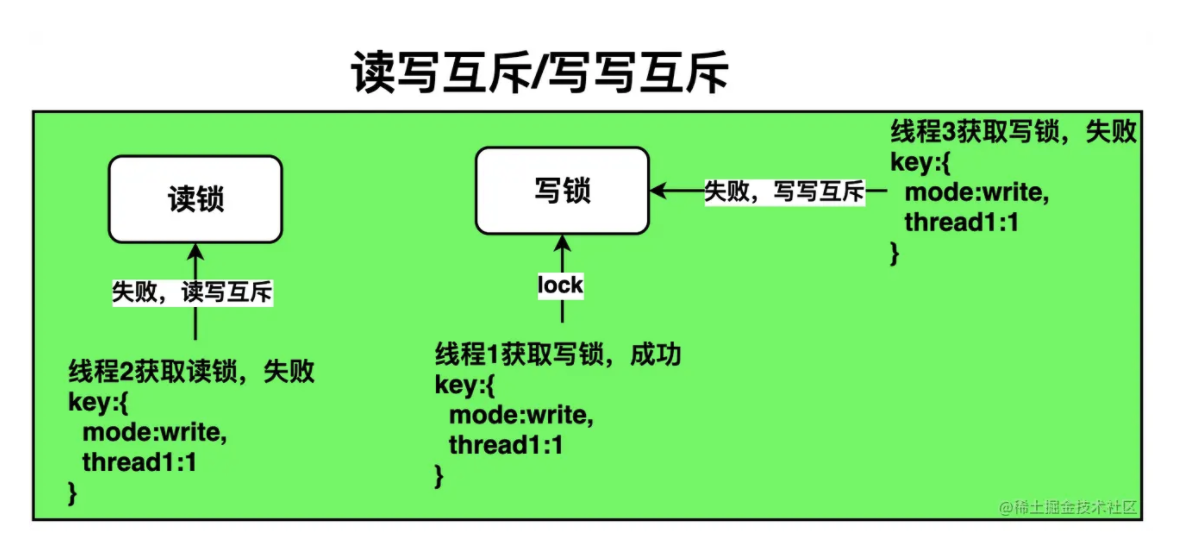 读写互斥/写写互斥
读锁
失败，读写互斥
线程2获取读锁，失败
key:{
mode:write,
thread1:1
}
写锁
lock
线程1获取写锁，成功
key:{
mode:write,
thread1:1
}
失败，写写互斥
线程3获取写锁，失败
key:{
mode:write,
thread1:1
}
@稀土掘金技术社区